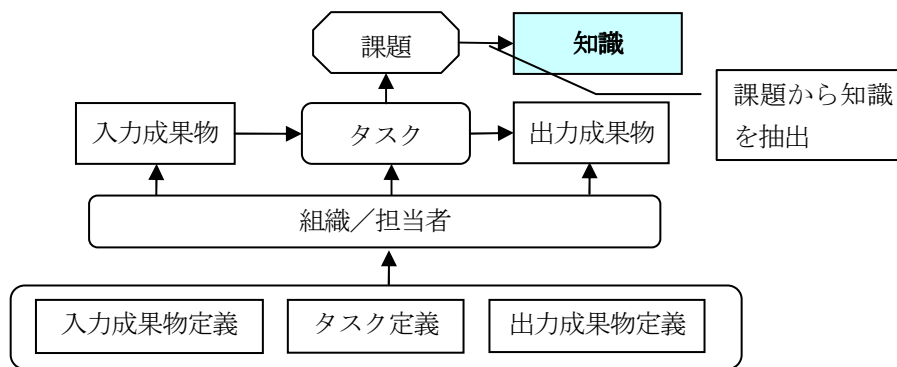 課題
知識
課題から知識
を抽出
入力成果物
タスク
出力成果物
組織／担当者
入力成果物定義
タスク定義
出力成果物定義